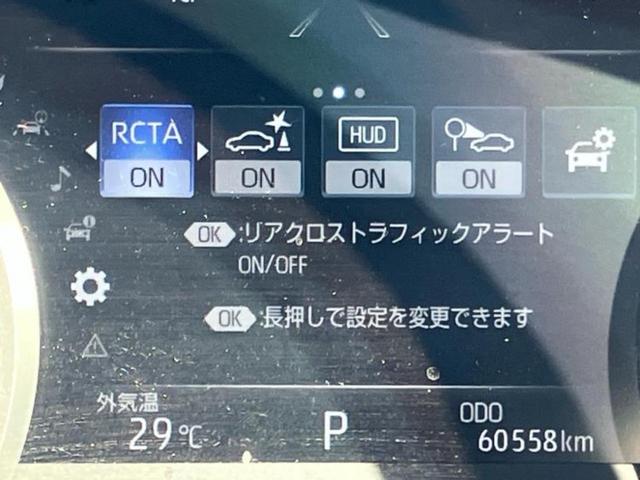 RCTA
ON
ON
HUD
ON
ON
OK :リアクロストラフィックアラート
ON/OFF
OK :長押しで設定を変更できます
外気温
29℃
P
ODO
60558km